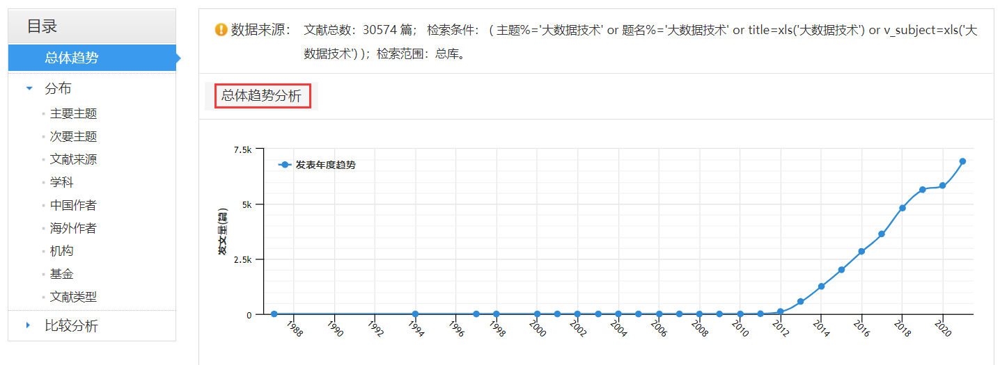 目录
总体趋势
分布
主要主题
次要主题
文献来源
学科
中国作者
海外作者
机构
基金
文献类型
比较分析
数据来源： 文献总数：30574 篇； 检索条件： ( 主题%='大数据技术' or 题名%='大数据技术' or title=xls('大数据技术') or v_subject=xls('大
数据技术') )；检索范围：总库。
总体趋势分析
发表年度趋势
发文量(篇)
7.5k
5k
2.5k
0
1988 1990 1992 1994 1996 1998 2000 2002 2004 2006 2008 2010 2012 2014 2016 2018 2020